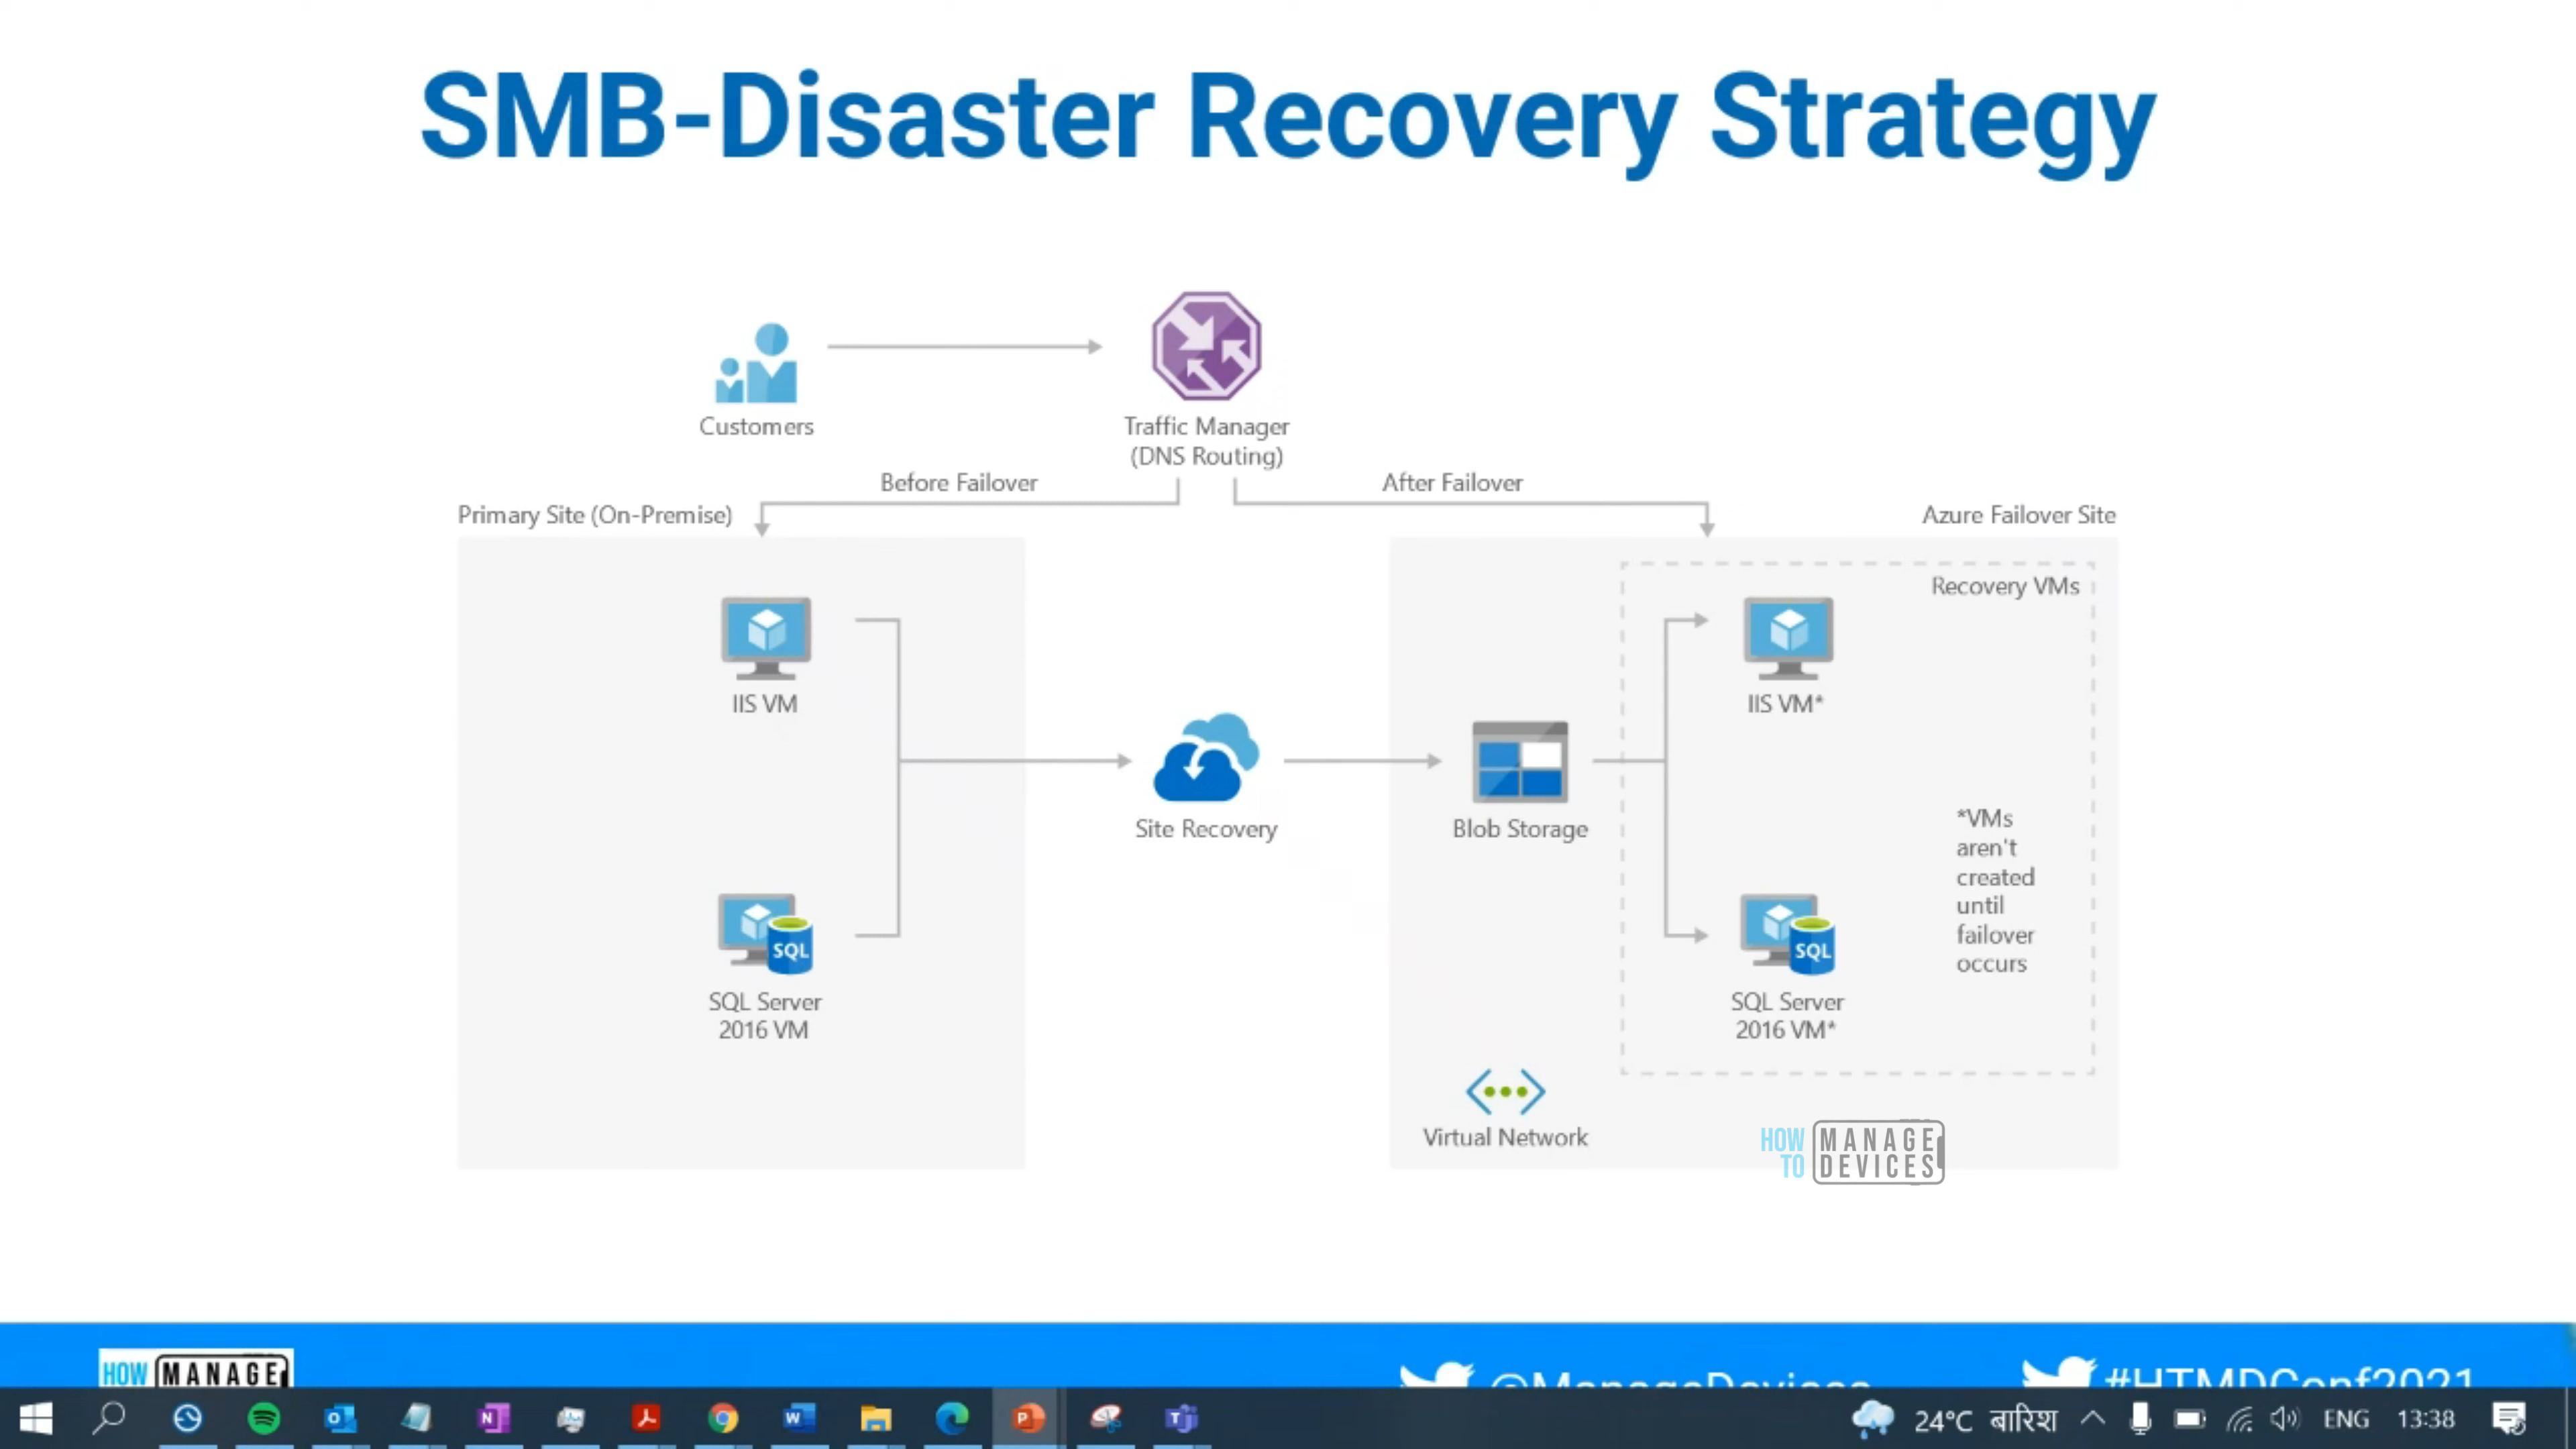 SMB-Disaster Recovery Strategy
Customers
Traffic Manager
(DNS Routing)
Before Failover
After Failover
Primary Site (On-Premise)
Azure Failover Site
Recovery VMs
IIS VM
IIS VM*
Site Recovery
Blob Storage
*VMs
aren't
created
until
failover
occurs
SQL
SQL Server
2016 VM
SQL
SQL Server
2016 VM*
Virtual Network
HOW TO
MANAGE
DEVICES
HOW MANAGE
@ManageDevices
#HTMDConf2021
24°C बारिश
ENG
13:38